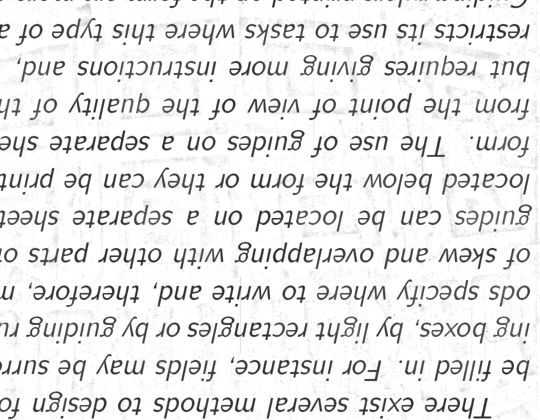 There exist several methods to design fo
be filled in. For instance, fields may be surr
ing boxes, by light rectangles or by guiding ru
ods specify where to write and, therefore, m
of skew and overlapping with other parts o
guides can be located on a separate sheet
located below the form or they can be print
form. The use of guides on a separate she
from the point of view of the quality of th
but requires giving more instructions and,
restricts its use to tasks where this type of a